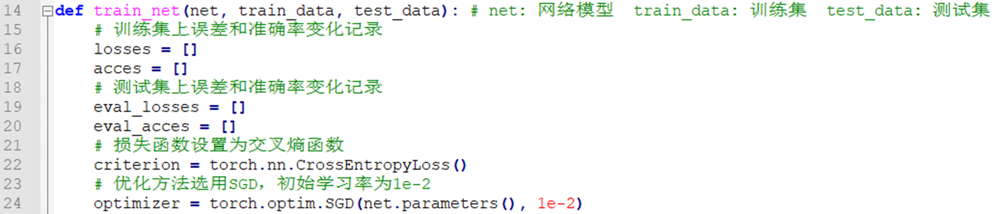 14 def train_net(net, train_data, test_data): # net: 网络模型  train_data: 训练集  test_data: 测试集
15     # 训练集上误差和准确率变化记录
16     losses = []
17     acces = []
18     # 测试集上误差和准确率变化记录
19     eval_losses = []
20     eval_acces = []
21     # 损失函数设置为交叉熵函数
22     criterion = torch.nn.CrossEntropyLoss()
23     # 优化方法选用SGD，初始学习率为1e-2
24     optimizer = torch.optim.SGD(net.parameters(), 1e-2)